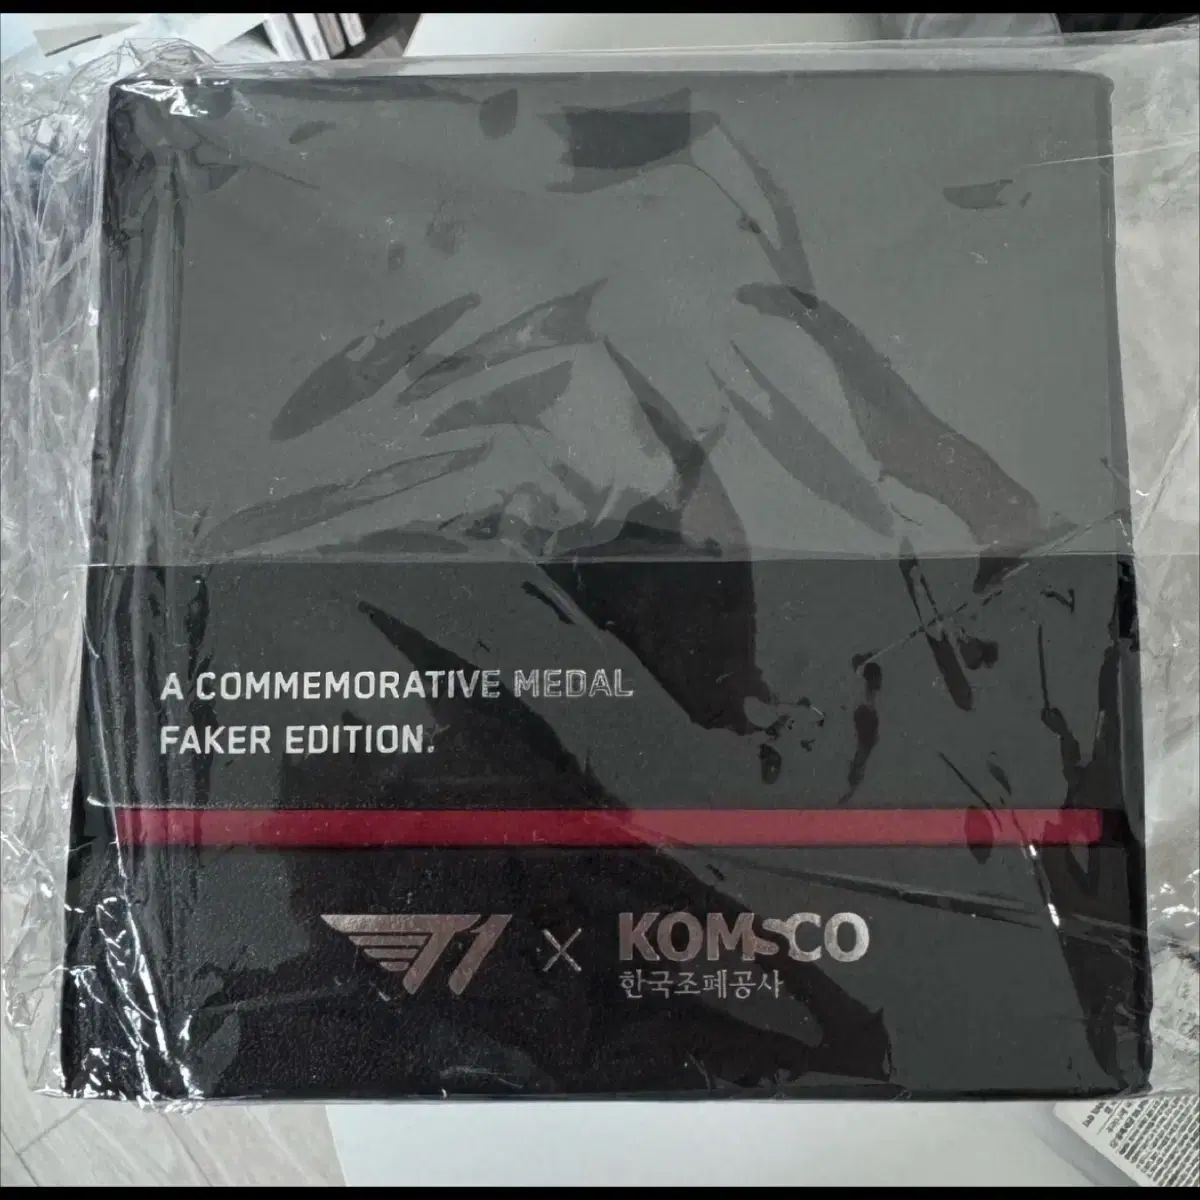 A COMMEMORATIVE MEDAL
FAKER EDITION.
T1 × KOMSCO
한국조폐공사